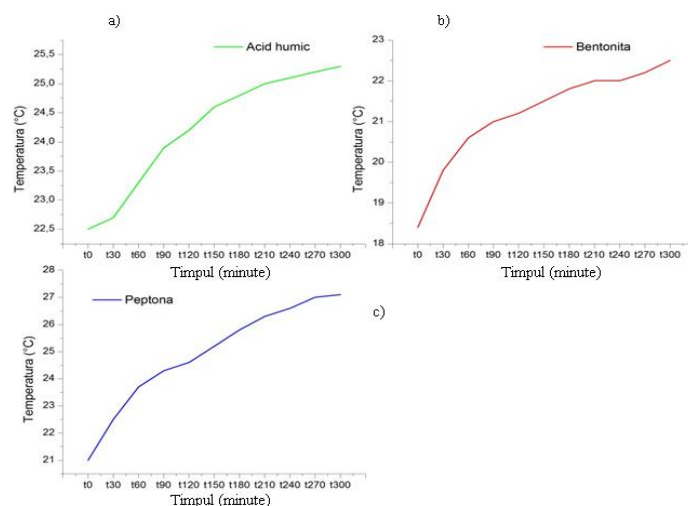 a)
Acid humic
25,5
25,0
24,5
24,0
23,5
23,0
22,5
Temperatura (°C)
t0 t30 t60 t90 t120 t150 t180 t210 t240 t270 t300
Timpul (minute)
b)
Bentonita
23
22
21
20
19
18
Temperatura (°C)
t0 t30 t60 t90 t120 t150 t180 t210 t240 t270 t300
Timpul (minute)
c)
Peptona
28
27
26
25
24
23
22
21
Temperatura (°C)
t0 t30 t60 t90 t120 t150 t180 t210 t240 t270 t300
Timpul (minute)